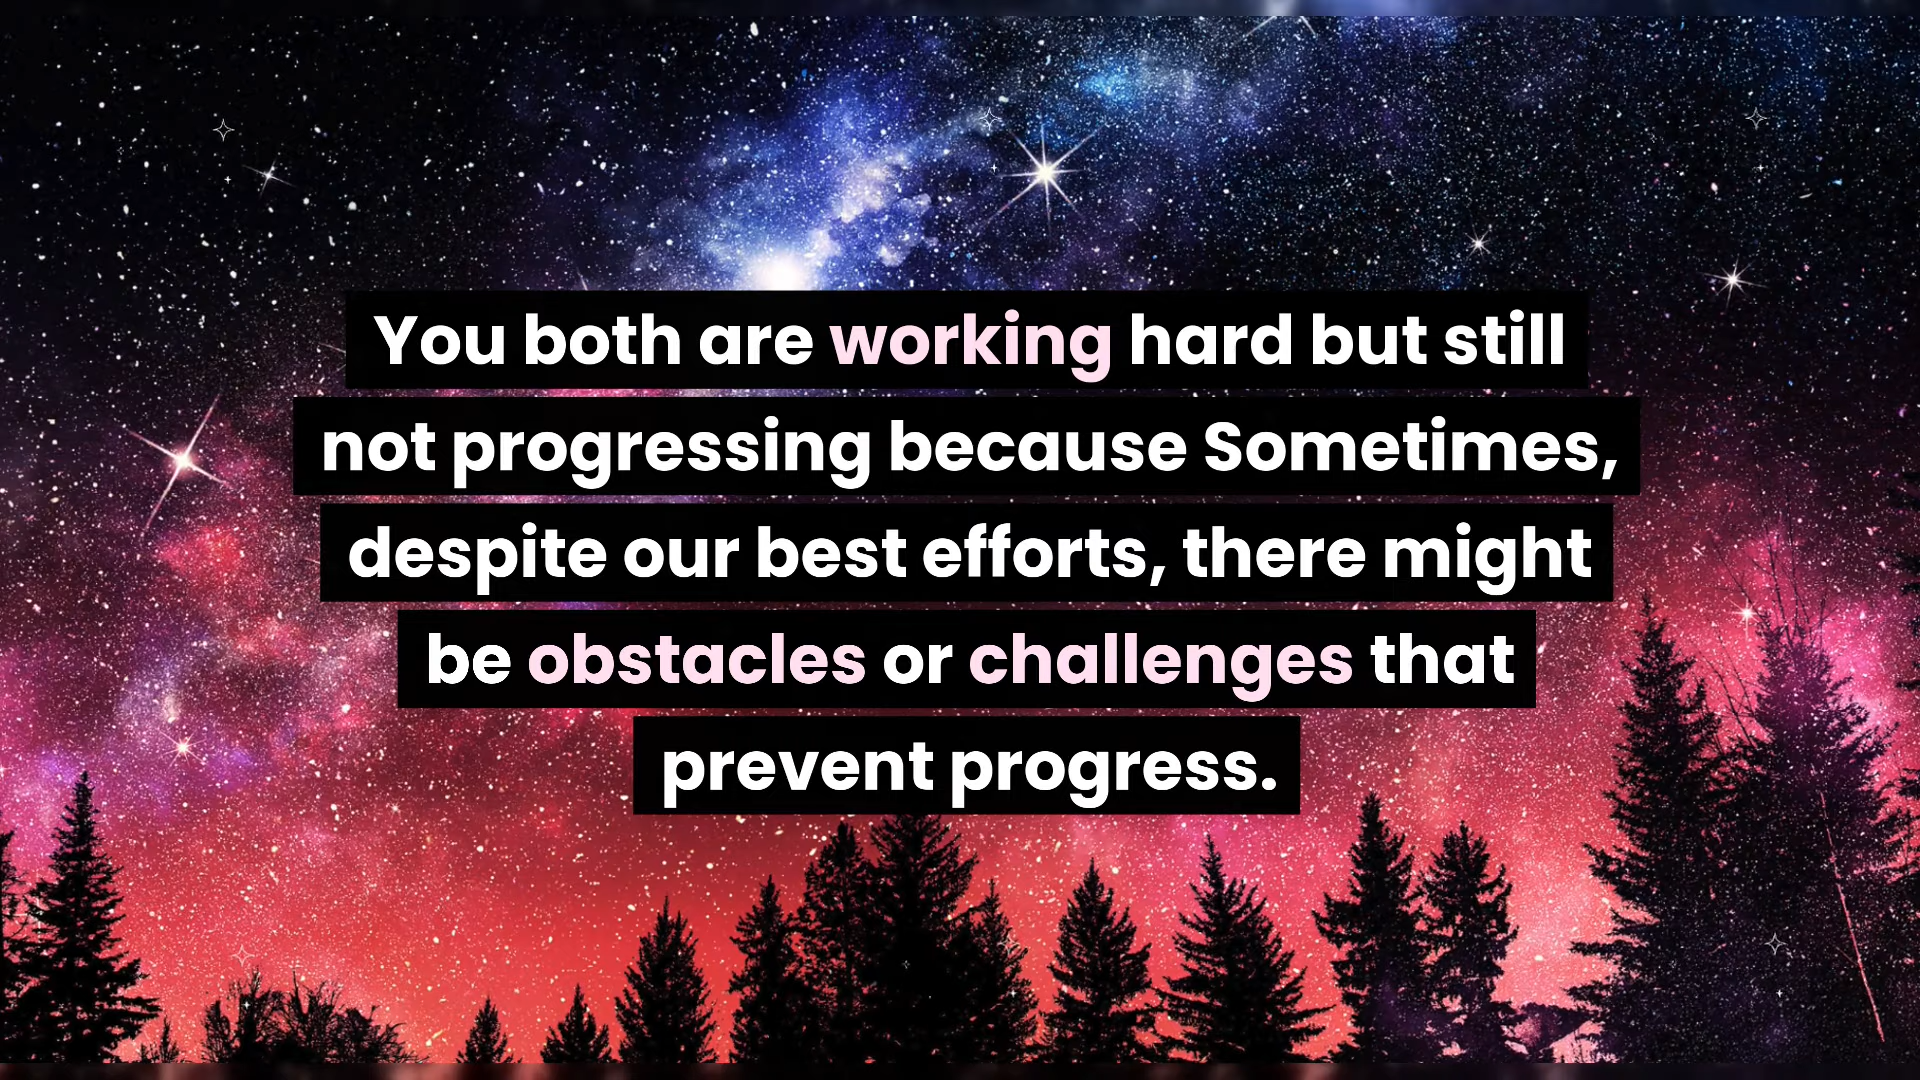 You both are working hard but still
not progressing because Sometimes,
despite our best efforts, there might
be obstacles or challenges that
prevent progress.